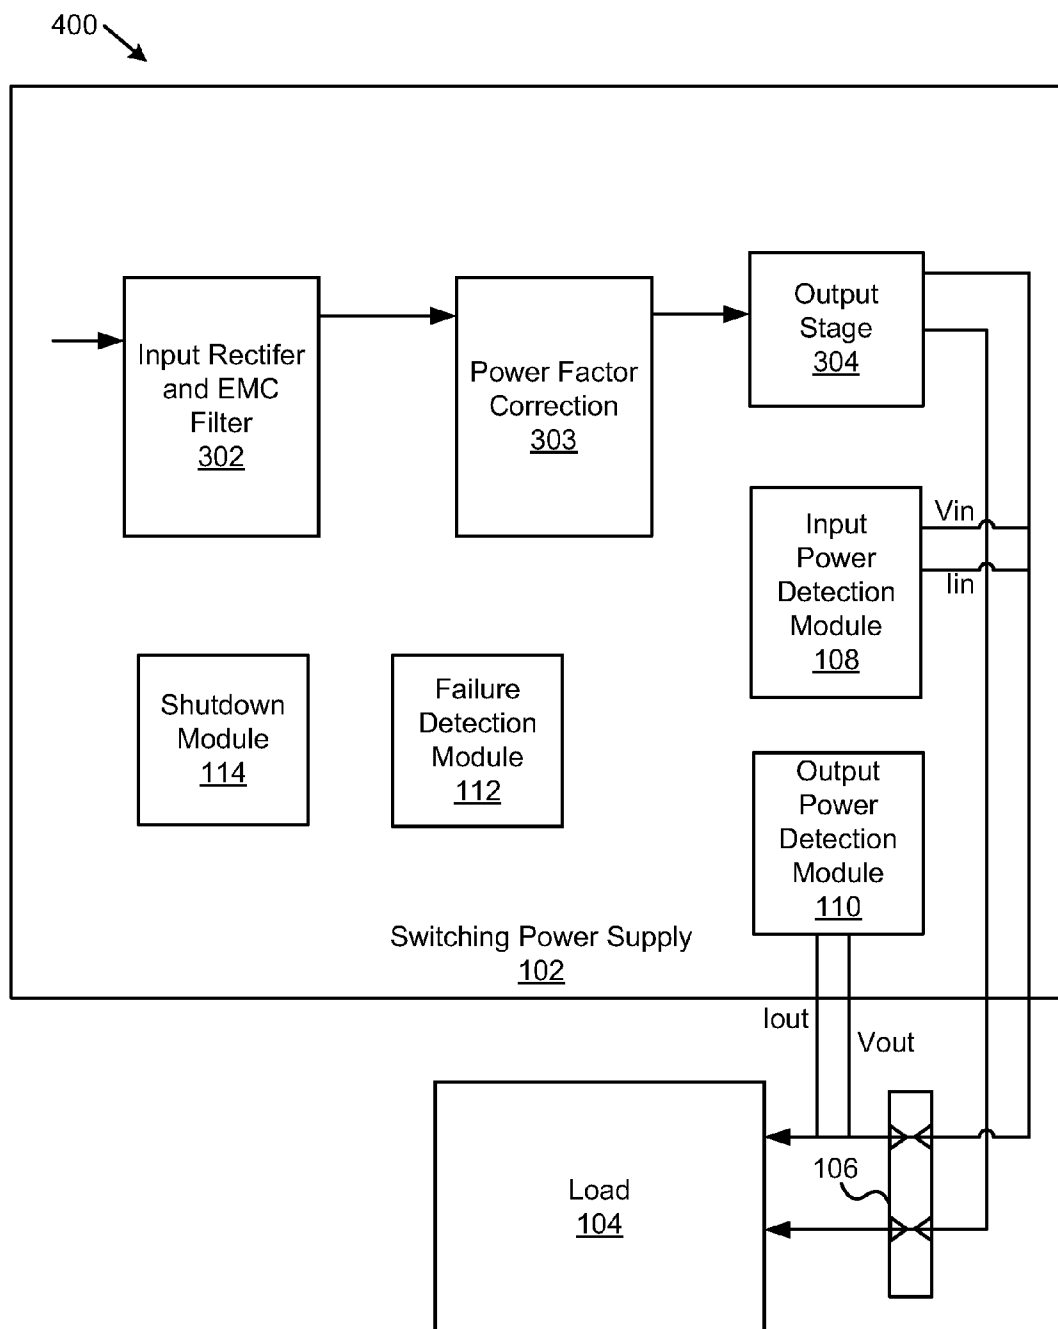 400
Input Rectifer
and EMC
Filter
302
Power Factor
Correction
303
Output
Stage
304
Input
Power
Detection
Module
108
Vin
Iin
Shutdown
Module
114
Failure
Detection
Module
112
Output
Power
Detection
Module
110
Switching Power Supply
102
Iout
Vout
106
Load
104